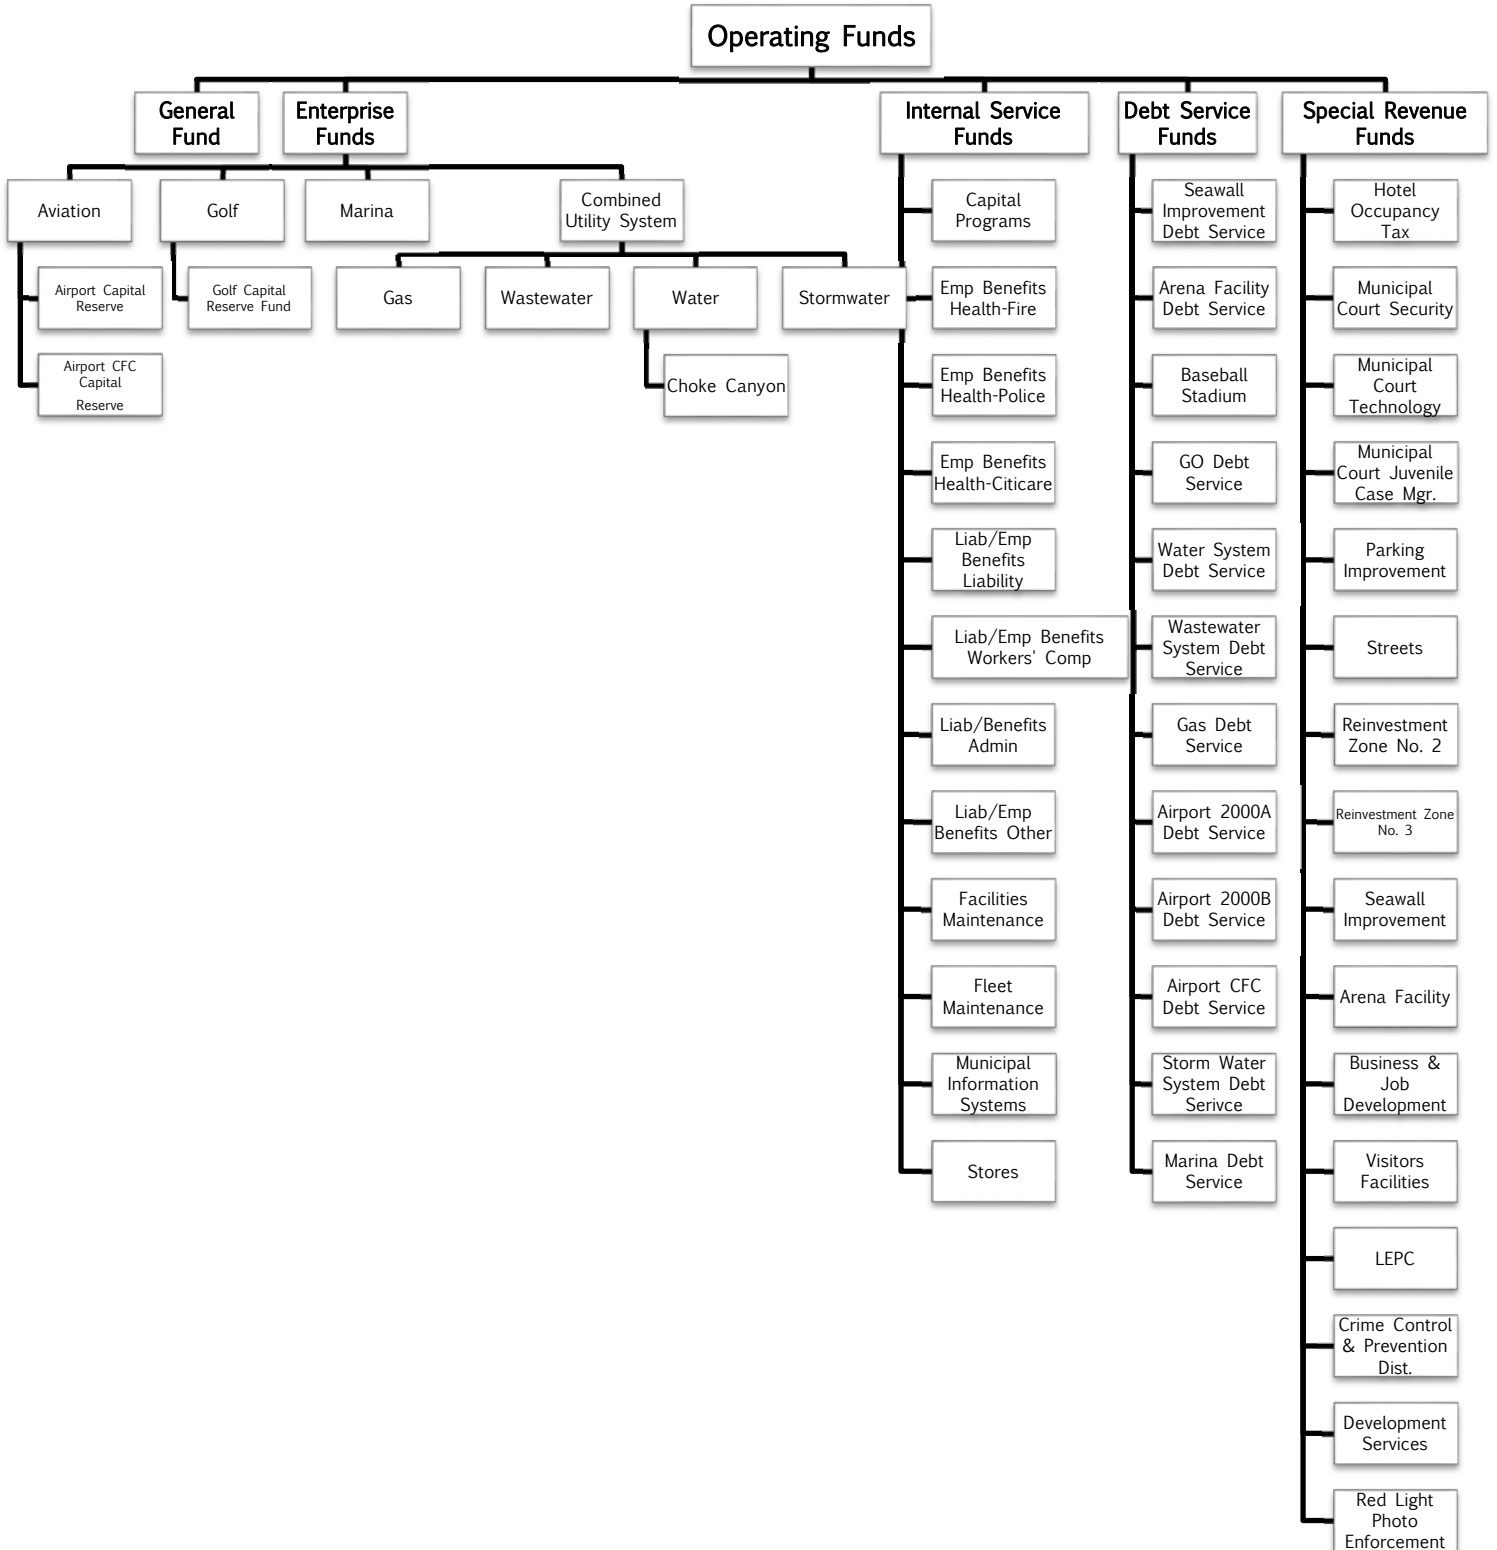 Operating Funds
General
Fund
Enterprise
Funds
Internal Service
Funds
Debt Service
Funds
Special Revenue
Funds
Aviation
Golf
Marina
Combined
Utility System
Airport Capital
Reserve
Golf Capital
Reserve Fund
Gas
Wastewater
Water
Stormwater
Airport CFC
Capital
Reserve
Choke Canyon
Capital
Programs
Emp Benefits
Health-Fire
Emp Benefits
Health-Police
Emp Benefits
Health-Citicare
Liab/Emp
Benefits
Liability
Liab/Emp Benefits
Workers' Comp
Liab/Benefits
Admin
Liab/Emp
Benefits Other
Facilities
Maintenance
Fleet
Maintenance
Municipal
Information
Systems
Stores
Seawall
Improvement
Debt Service
Arena Facility
Debt Service
Baseball
Stadium
GO Debt
Service
Water System
Debt Service
Wastewater
System Debt
Service
Gas Debt
Service
Airport 2000A
Debt Service
Airport 2000B
Debt Service
Airport CFC
Debt Service
Storm Water
System Debt
Serivce
Marina Debt
Service
Hotel
Occupancy
Tax
Municipal
Court Security
Municipal
Court
Technology
Municipal
Court Juvenile
Case Mgr.
Parking
Improvement
Streets
Reinvestment
Zone No. 2
Reinvestment Zone
No. 3
Seawall
Improvement
Arena Facility
Business &
Job
Development
Visitors
Facilities
LEPC
Crime Control
& Prevention
Dist.
Development
Services
Red Light
Photo
Enforcement